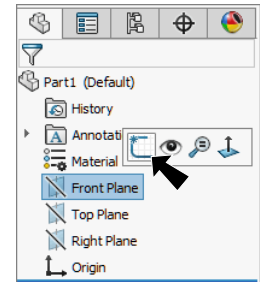 Part1 (Default)
History
Annotati
Material
Front Plane
Top Plane
Right Plane
Origin